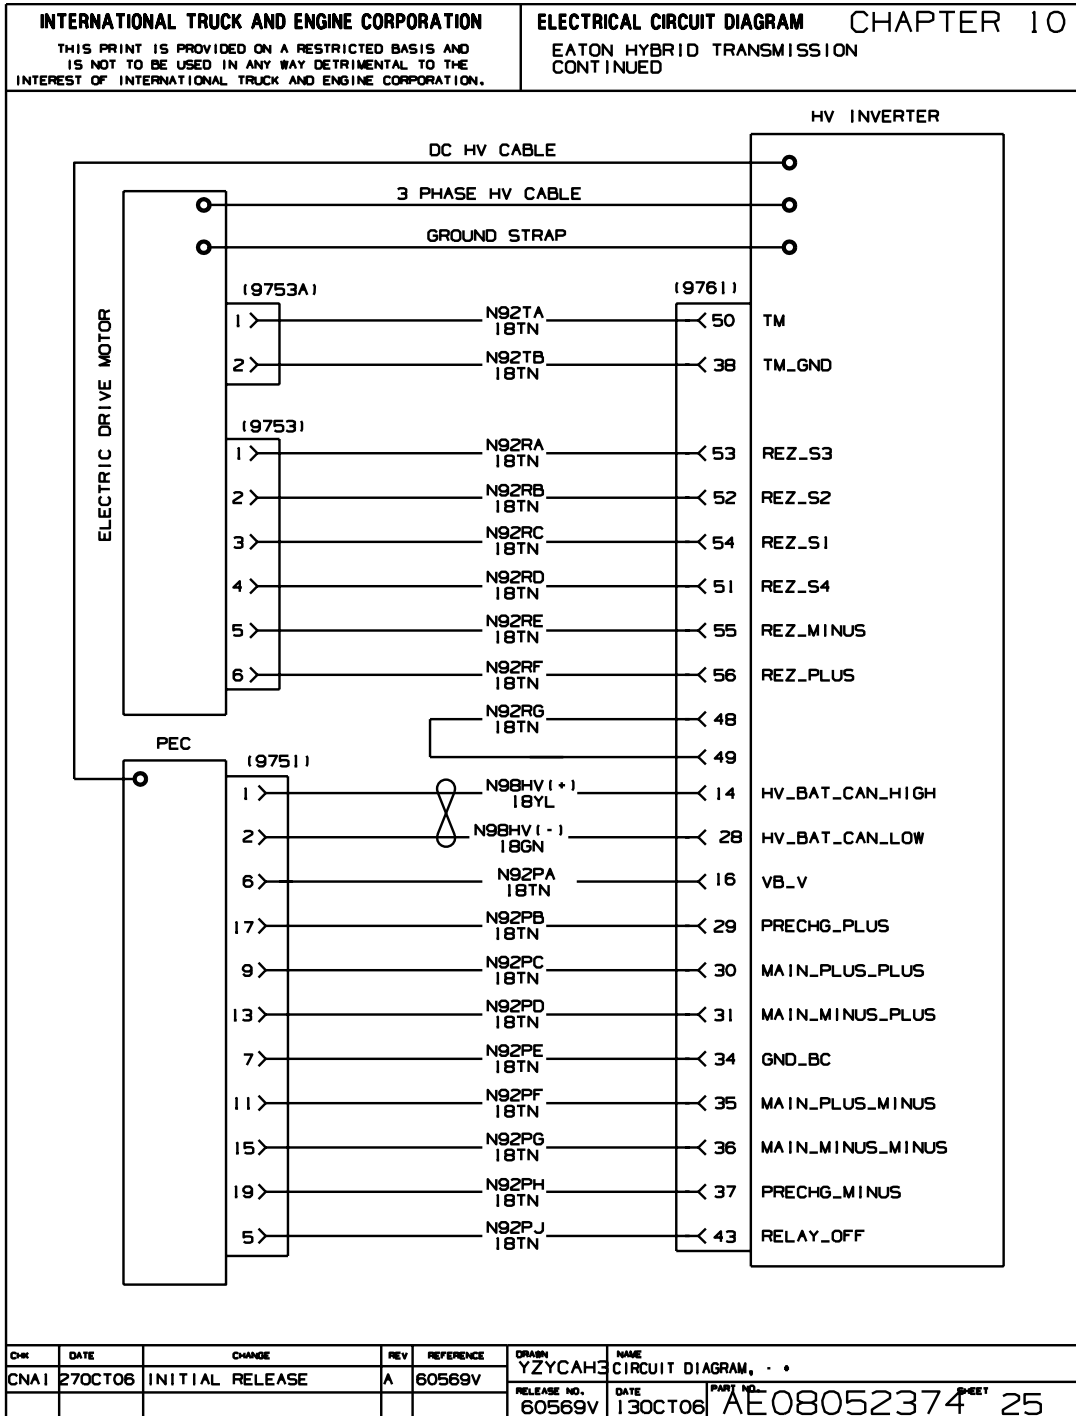 INTERNATIONAL TRUCK AND ENGINE CORPORATION
THIS PRINT IS PROVIDED ON A RESTRICTED BASIS AND
IS NOT TO BE USED IN ANY WAY DETRIMENTAL TO THE
INTEREST OF INTERNATIONAL TRUCK AND ENGINE CORPORATION.
ELECTRICAL CIRCUIT DIAGRAM CHAPTER 10
EATON HYBRID TRANSMISSION
CONTINUED
HV INVERTER
DC HV CABLE
3 PHASE HV CABLE
GROUND STRAP
ELECTRIC DRIVE MOTOR
(9753A) (9761)
1 N92TA 50 TM
18TN
2 N92TB 38 TM_GND
18TN
(9753)
1 N92RA 53 REZ_S3
18TN
2 N92RB 52 REZ_S2
18TN
3 N92RC 54 REZ_S1
18TN
4 N92RD 51 REZ_S4
18TN
5 N92RE 55 REZ_MINUS
18TN
6 N92RF 56 REZ_PLUS
18TN
N92RG 48
18TN
49
PEC
(9751)
1 N98HV(+) 14 HV_BAT_CAN_HIGH
18YL
2 N98HV(-) 28 HV_BAT_CAN_LOW
18GN
6 N92PA 16 VB_V
18TN
17 N92PB 29 PRECHG_PLUS
18TN
9 N92PC 30 MAIN_PLUS_PLUS
18TN
13 N92PD 31 MAIN_MINUS_PLUS
18TN
7 N92PE 34 GND_BC
18TN
11 N92PF 35 MAIN_PLUS_MINUS
18TN
15 N92PG 36 MAIN_MINUS_MINUS
18TN
19 N92PH 37 PRECHG_MINUS
18TN
5 N92PJ 43 RELAY_OFF
18TN
CHK DATE CHANGE REV REFERENCE
CNA1 27OCT06 INITIAL RELEASE A 60569V
DRAWN YZYCAH3
NAME CIRCUIT DIAGRAM,
RELEASE NO. 60569V
DATE 13OCT06
PART NO. AE08052374
SHEET 25